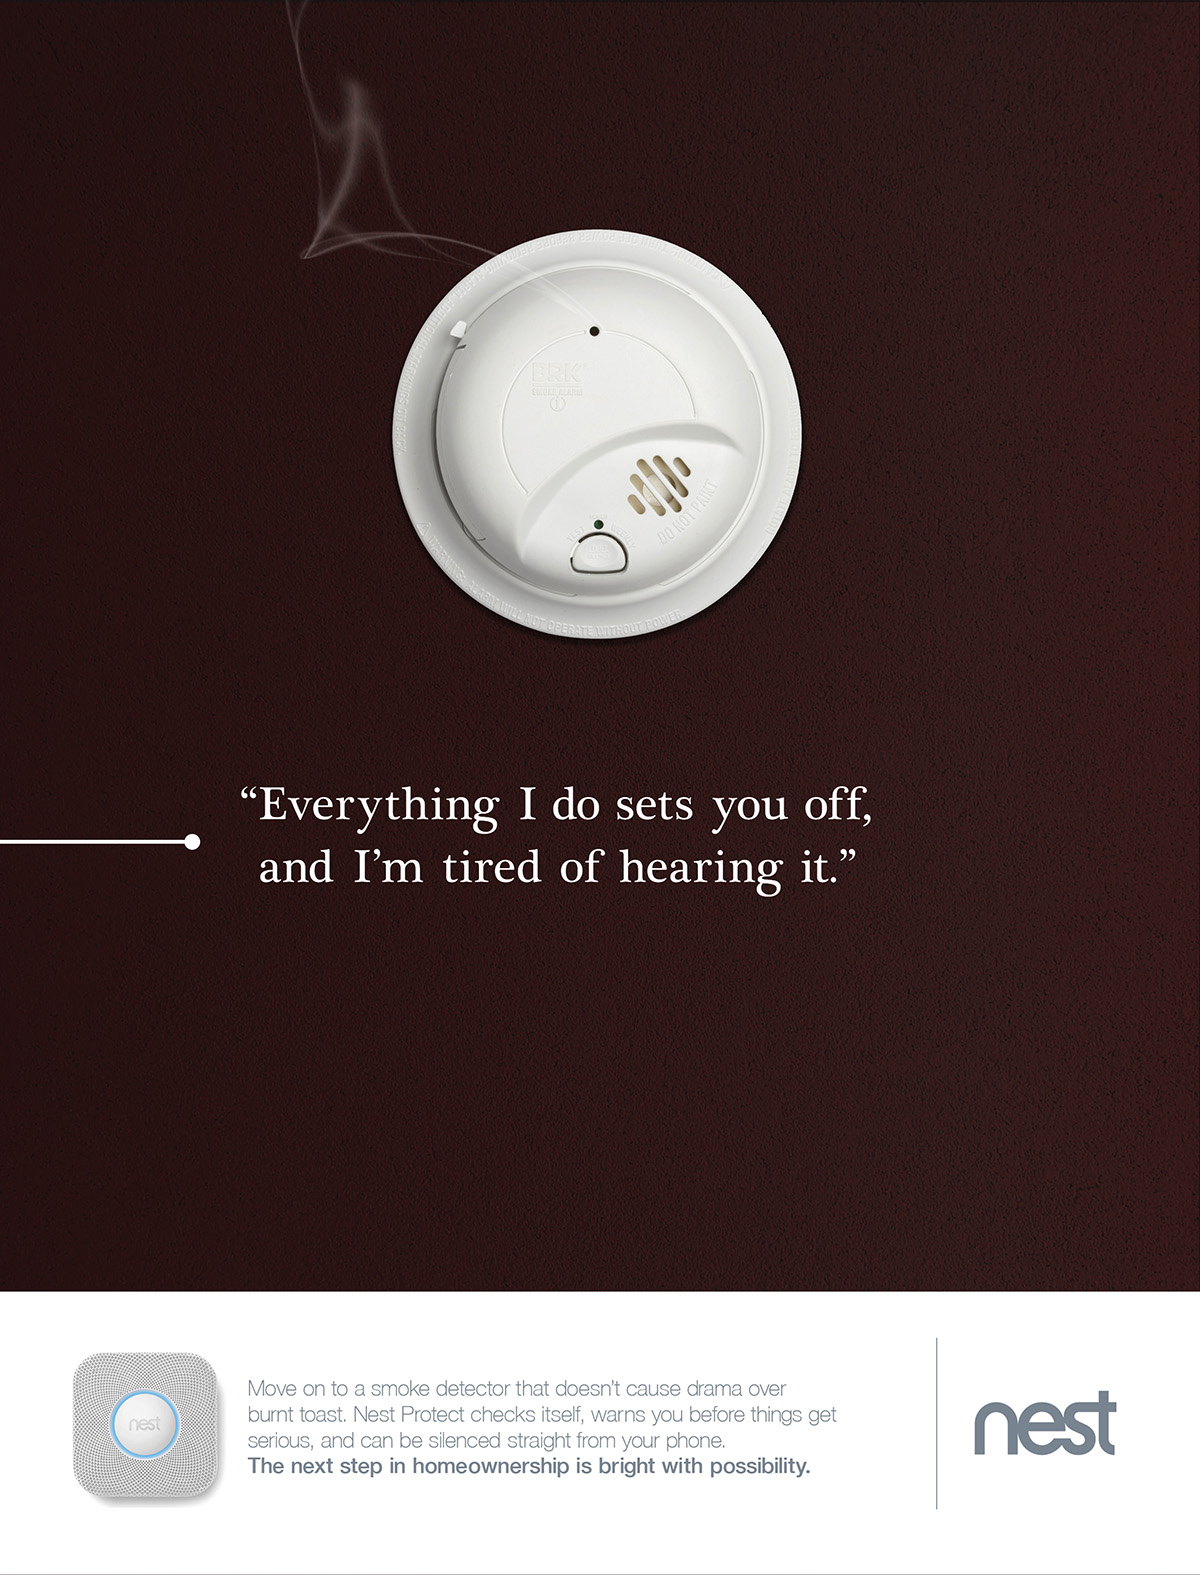 BRK
SMOKE ALARM
DO NOT PAINT
WARNING: ALARM WILL NOT OPERATE WITHOUT POWER
“Everything I do sets you off,
and I’m tired of hearing it.”
nest
Move on to a smoke detector that doesn’t cause drama over
burnt toast. Nest Protect checks itself, warns you before things get
serious, and can be silenced straight from your phone.
The next step in homeownership is bright with possibility.
nest